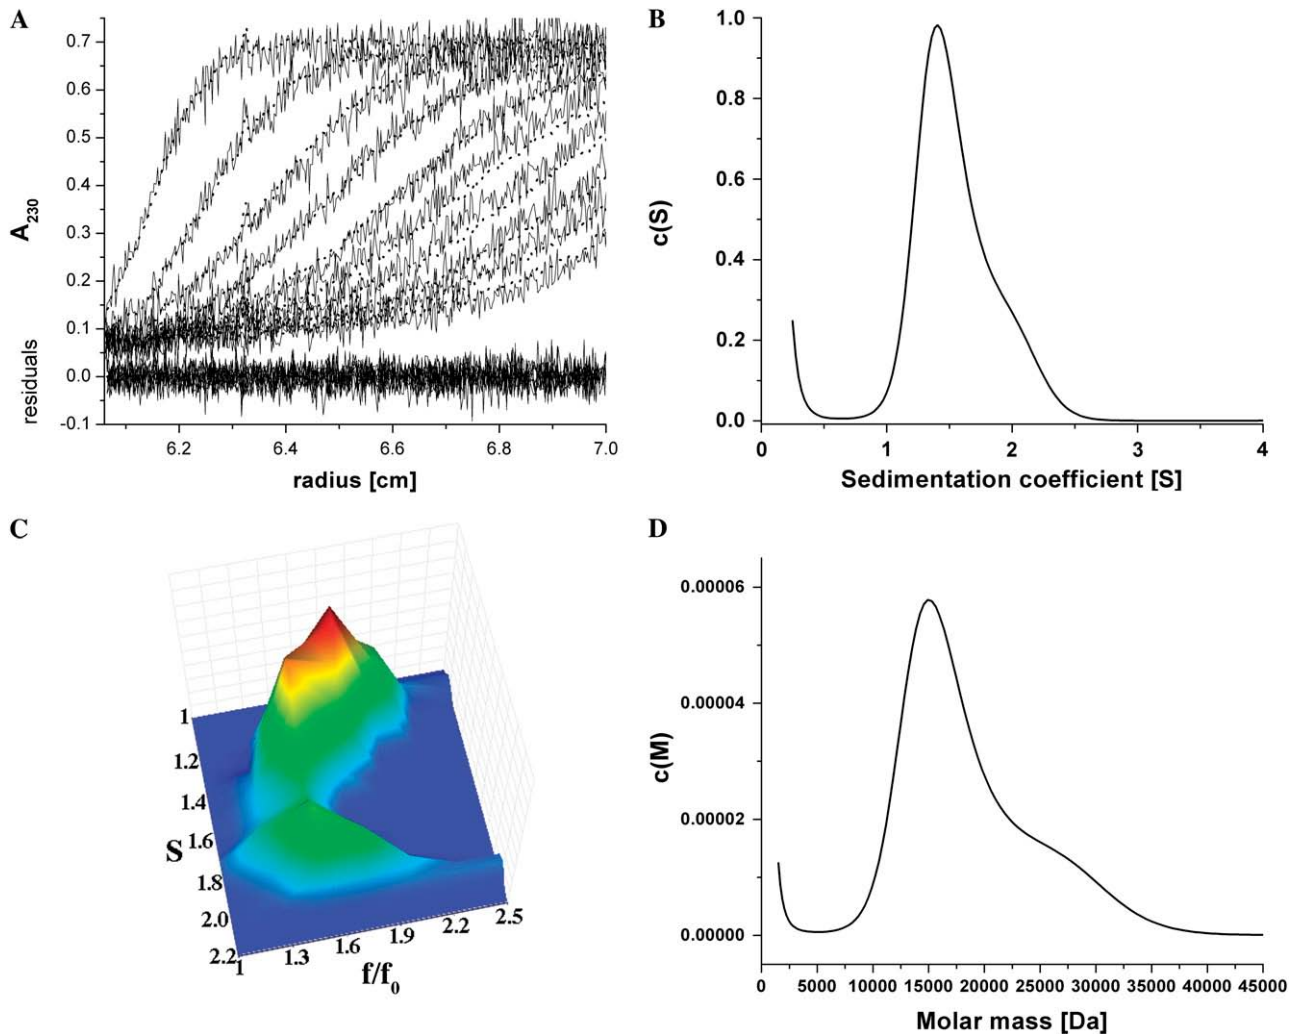 A
0.7
0.6
0.5
0.4
0.3
0.2
0.1
0.0
-0.1
A₂₃₀
residuals
6.2 6.4 6.6 6.8 7.0
radius [cm]
B
1.0
0.8
0.6
0.4
0.2
0.0
c(S)
0 1 2 3 4
Sedimentation coefficient [S]
C
1
1.2
1.4
1.6
1.8
2.0
2.2
S
1 1.3 1.6 1.9 2.2 2.5
f/f₀
D
0.00006
0.00004
0.00002
0.00000
c(M)
0 5000 10000 15000 20000 25000 30000 35000 40000 45000
Molar mass [Da]